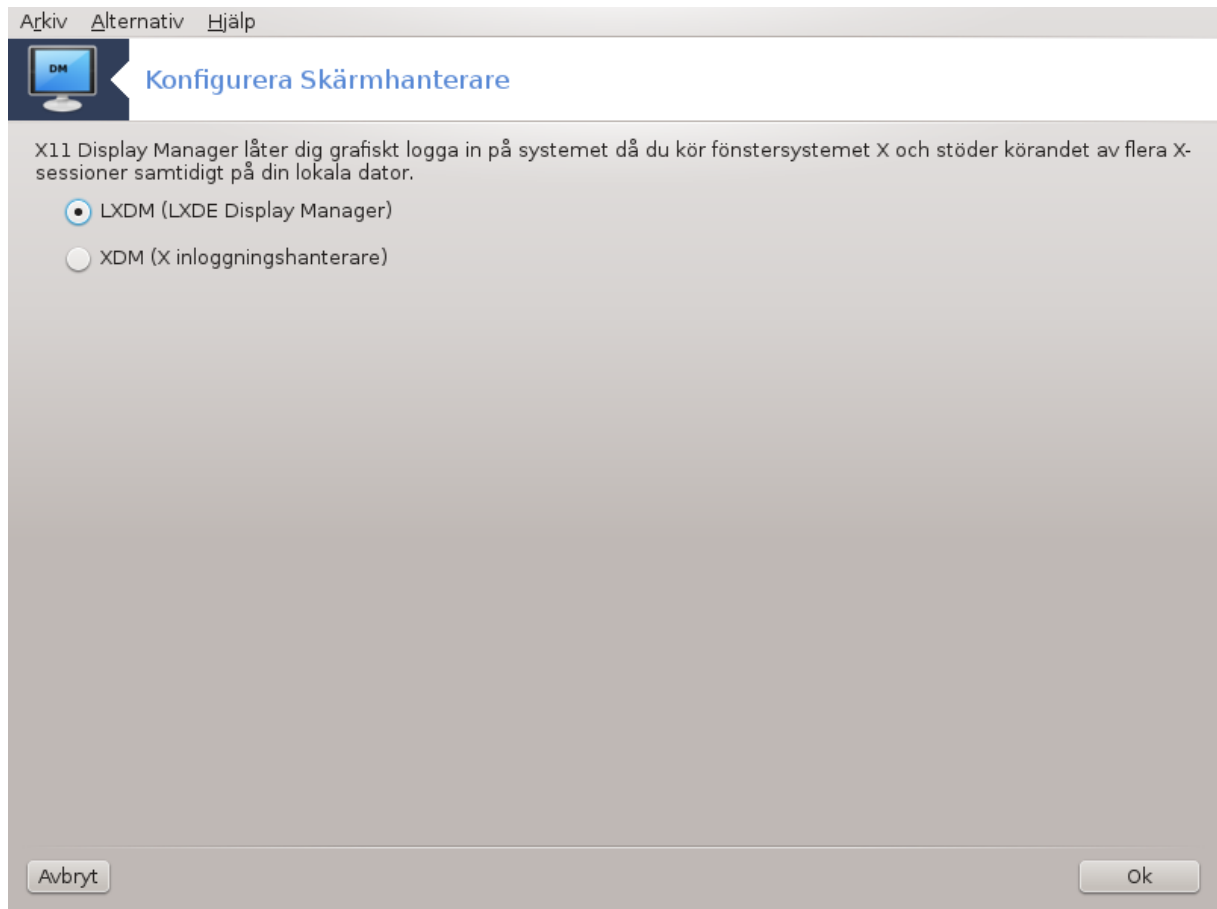 Arkiv Alternativ Hjälp
DM
Konfigurera Skärmhanterare
X11 Display Manager låter dig grafiskt logga in på systemet då du kör fönstersystemet X och stöder körandet av flera X-
sessioner samtidigt på din lokala dator.
LXDM (LXDE Display Manager)
XDM (X inloggningshanterare)
Avbryt Ok